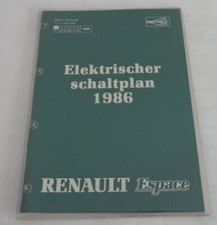 Elektrischer
schaltplan
1986
RENAULT Espace